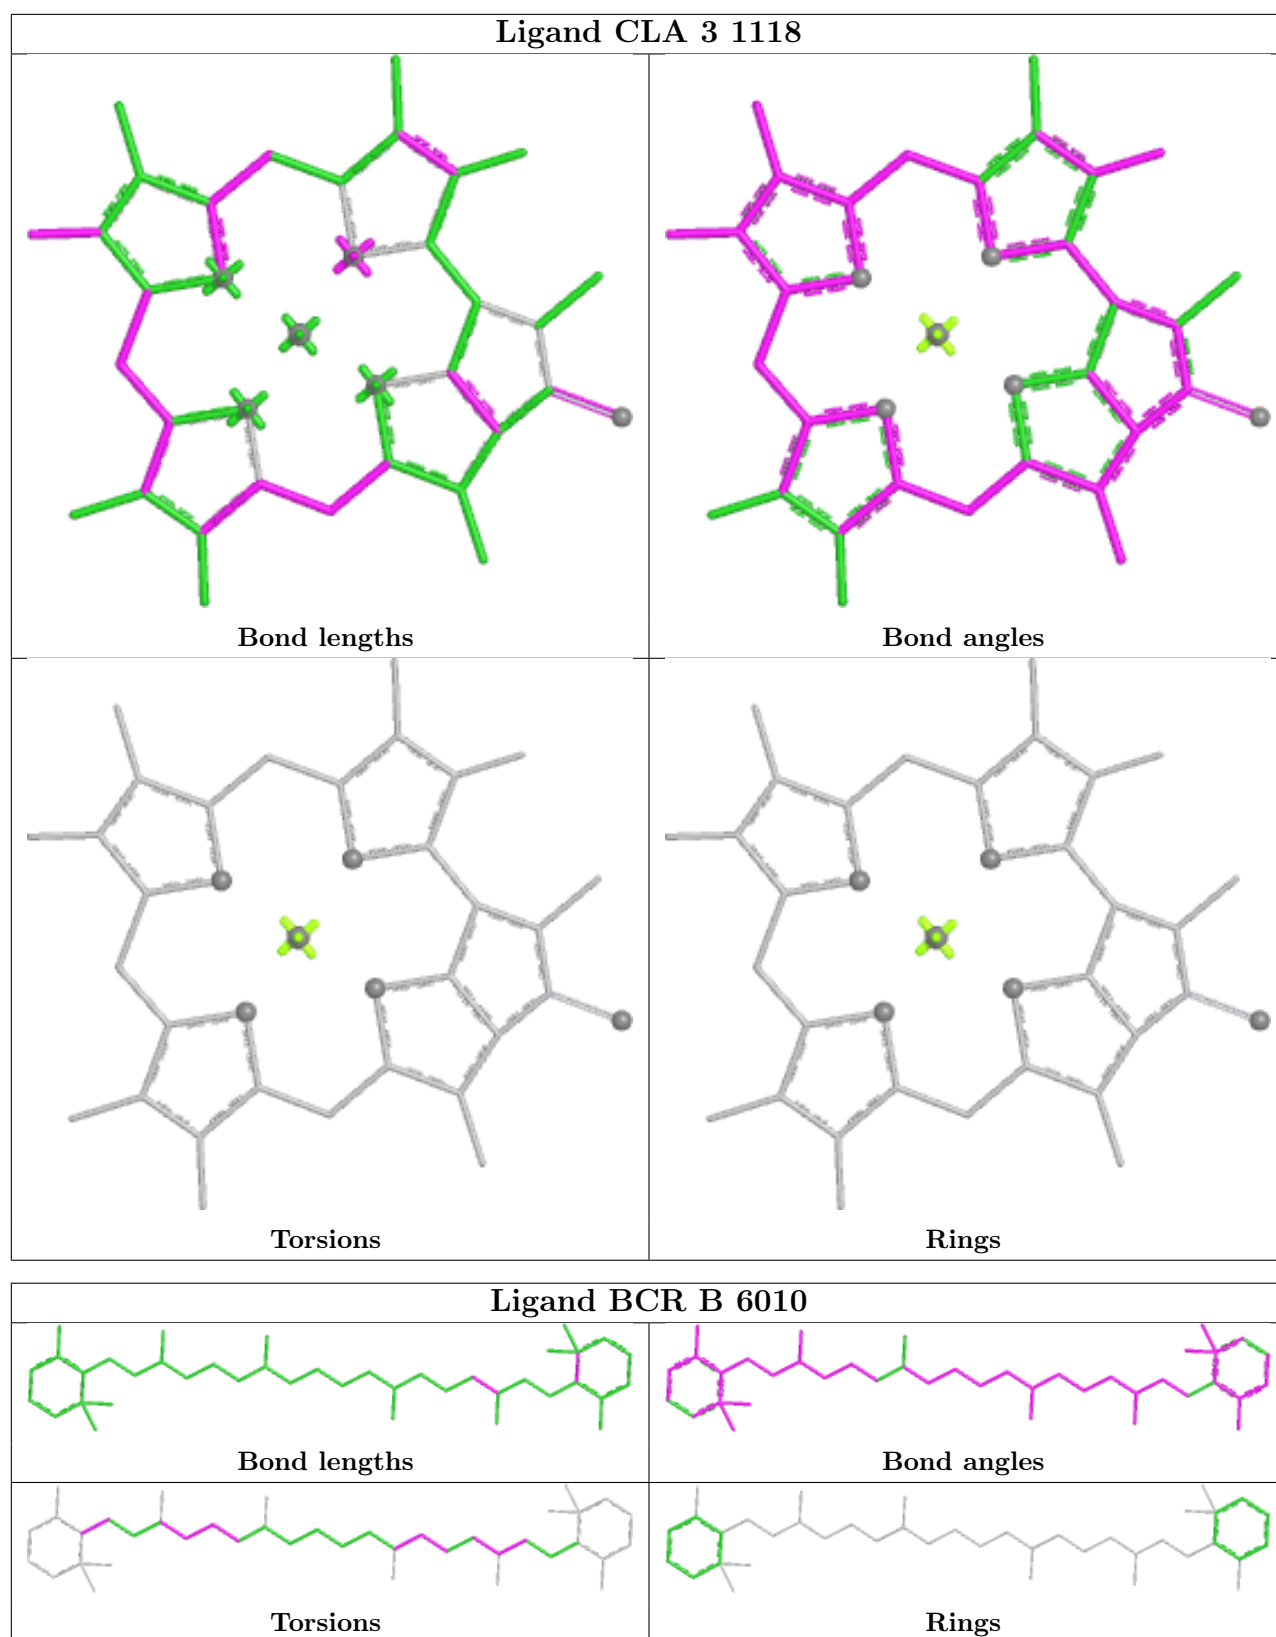 Ligand CLA 3 1118
Bond lengths
Bond angles
Torsions
Rings
Ligand BCR B 6010
Bond lengths
Bond angles
Torsions
Rings